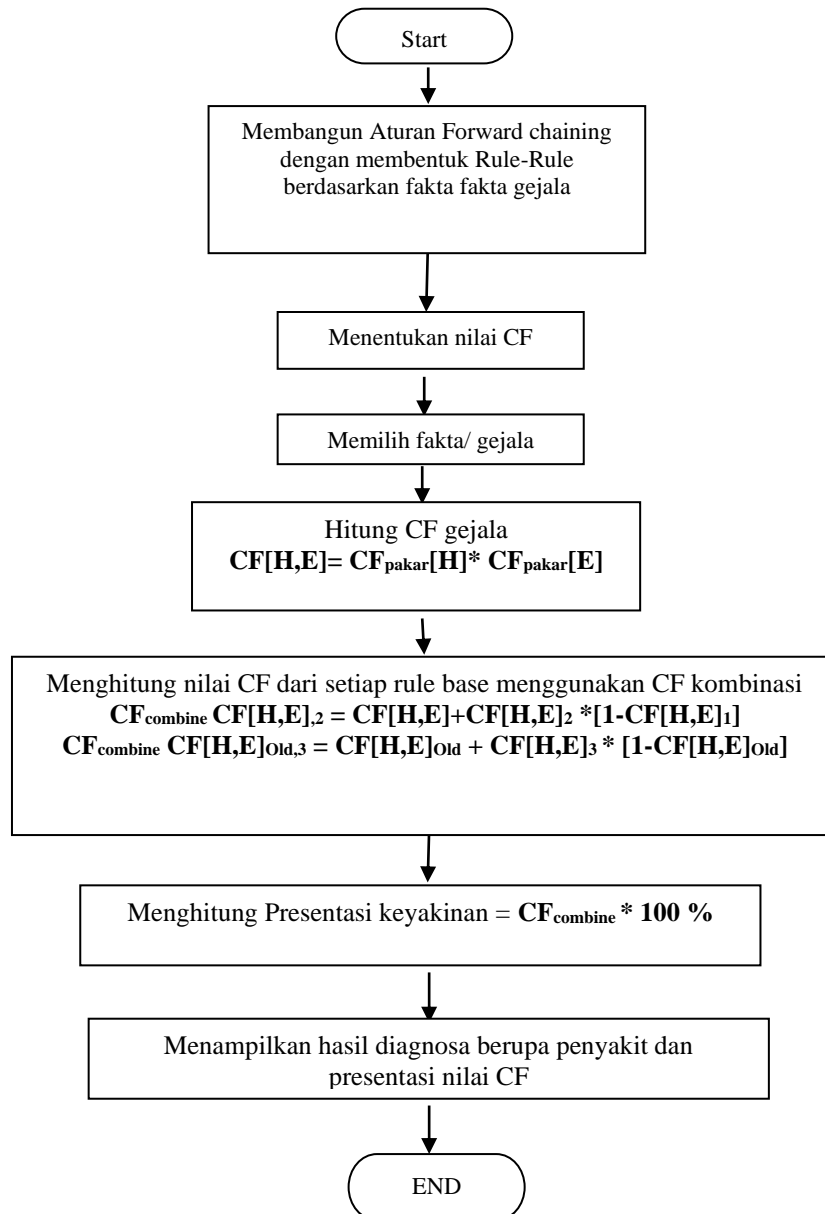 Start
Membangun Aturan Forward chaining
dengan membentuk Rule-Rule
berdasarkan fakta fakta gejala
Menentukan nilai CF
Memilih fakta/ gejala
Hitung CF gejala
CF[H,E]= CFpakar[H]* CFpakar[E]
Menghitung nilai CF dari setiap rule base menggunakan CF kombinasi
CFcombine CF[H,E],2 = CF[H,E]+CF[H,E]2 *[1-CF[H,E]1]
CFcombine CF[H,E]Old,3 = CF[H,E]Old + CF[H,E]3 * [1-CF[H,E]Old]
Menghitung Presentasi keyakinan = CFcombine * 100 %
Menampilkan hasil diagnosa berupa penyakit dan
presentasi nilai CF
END